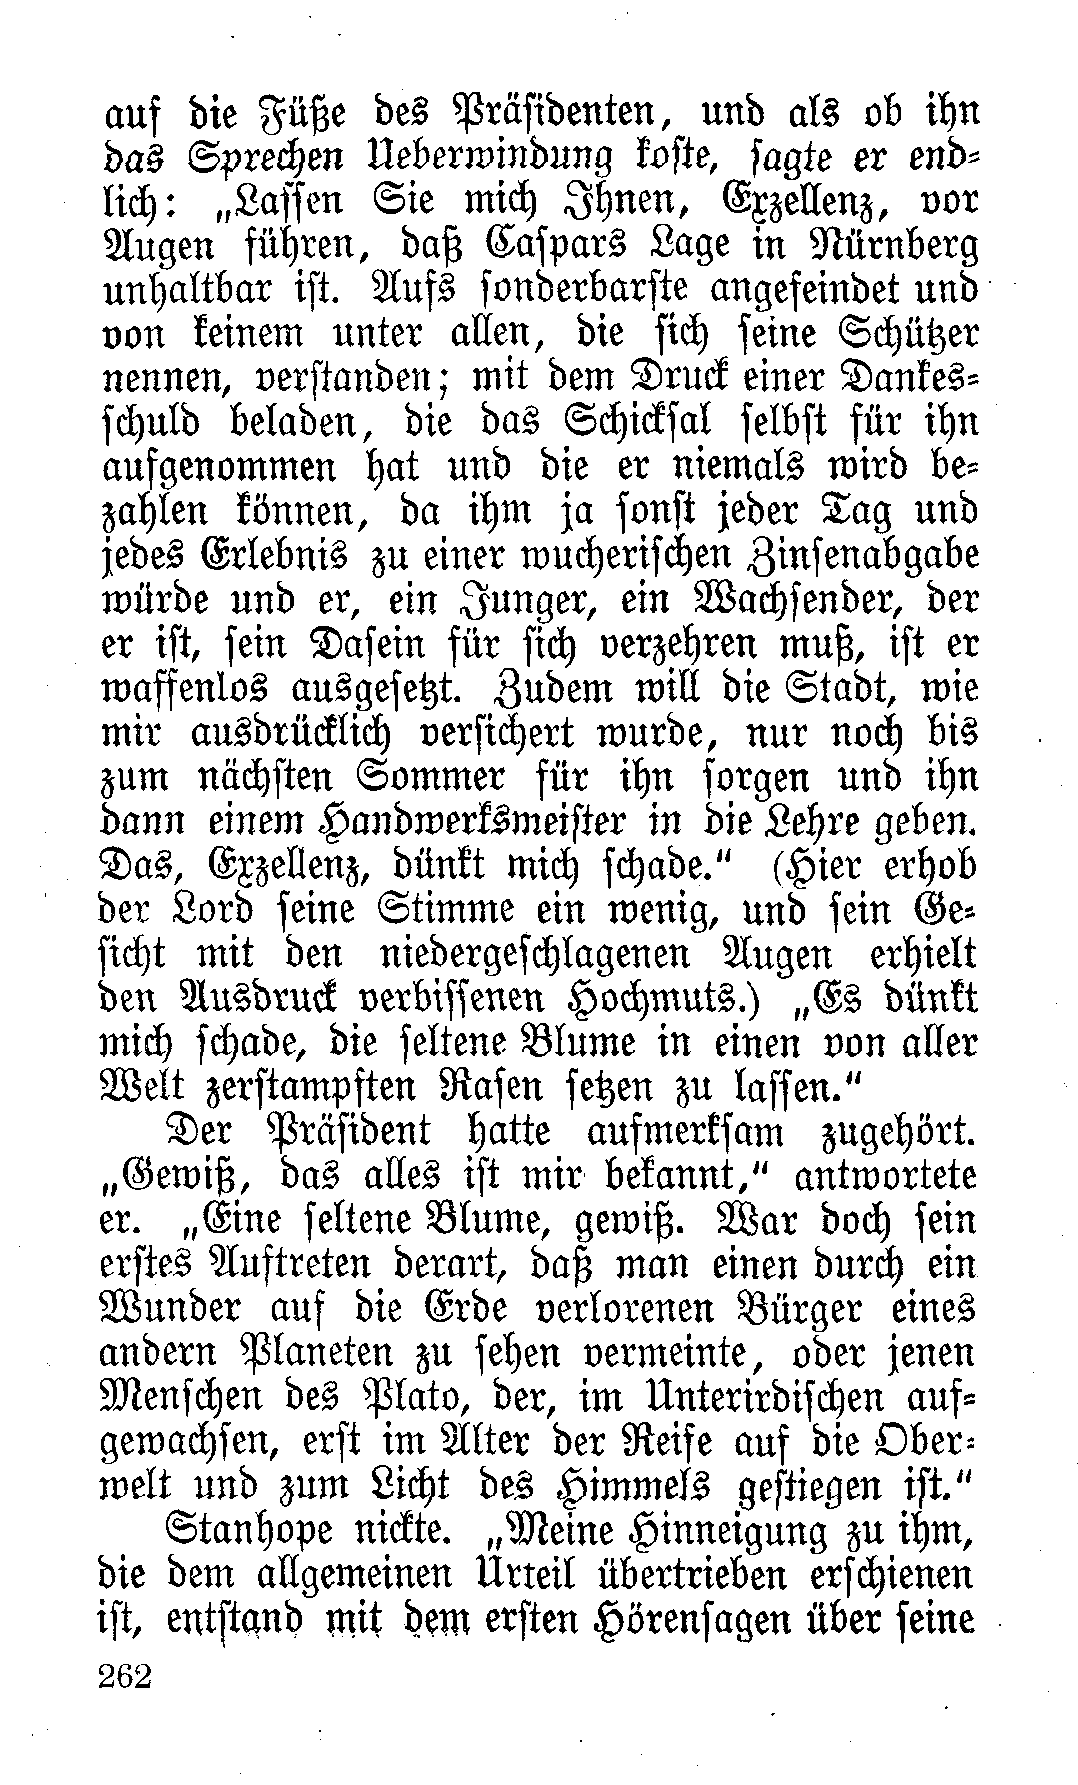 auf die Füße des Präsidenten, und als ob ihn
das Sprechen Ueberwindung koste, sagte er end-
lich: „Lassen Sie mich Ihnen, Exzellenz, vor
Augen führen, daß Caspars Lage in Nürnberg
unhaltbar ist. Aufs sonderbarste angefeindet und
von keinem unter allen, die sich seine Schützer
nennen, verstanden; mit dem Druck einer Dankes-
schuld beladen, die das Schicksal selbst für ihn
aufgenommen hat und die er niemals wird be-
zahlen können, da ihm ja sonst jeder Tag und
jedes Erlebnis zu einer wucherischen Zinsenabgabe
würde und er, ein Junger, ein Wachsender, der
er ist, sein Dasein für sich verzehren muß, ist er
waffenlos ausgesetzt. Zudem will die Stadt, wie
mir ausdrücklich versichert wurde, nur noch bis
zum nächsten Sommer für ihn sorgen und ihn
dann einem Handwerksmeister in die Lehre geben.
Das, Exzellenz, dünkt mich schade.“ (Hier erhob
der Lord seine Stimme ein wenig, und sein Ge-
sicht mit den niedergeschlagenen Augen erhielt
den Ausdruck verbissenen Hochmuts.) „Es dünkt
mich schade, die seltene Blume in einen von aller
Welt zerstampften Rasen setzen zu lassen.“
Der Präsident hatte aufmerksam zugehört.
„Gewiß, das alles ist mir bekannt,“ antwortete
er. „Eine seltene Blume, gewiß. War doch sein
erstes Auftreten derart, daß man einen durch ein
Wunder auf die Erde verlorenen Bürger eines
andern Planeten zu sehen vermeinte, oder jenen
Menschen des Plato, der, im Unterirdischen auf-
gewachsen, erst im Alter der Reife auf die Ober-
welt und zum Licht des Himmels gestiegen ist.“
Stanhope nickte. „Meine Hinneigung zu ihm,
die dem allgemeinen Urteil übertrieben erschienen
ist, entstand mit dem ersten Hörensagen über seine
262